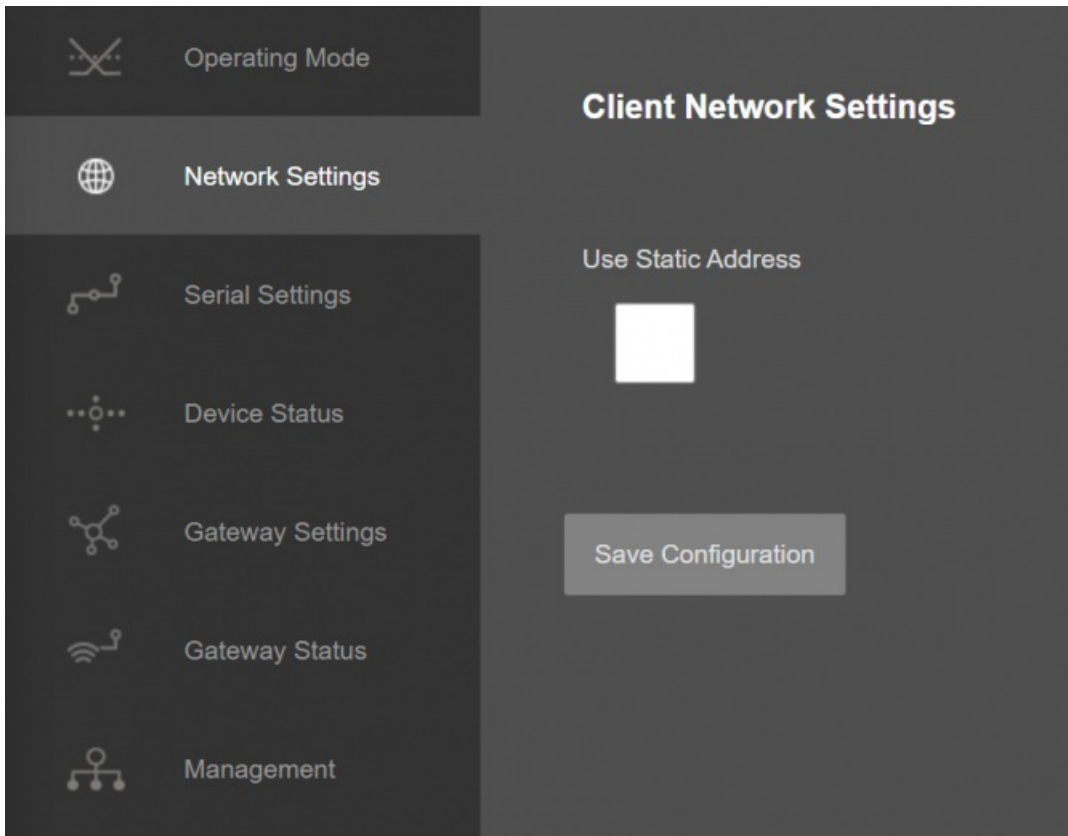 Operating Mode
Network Settings
Serial Settings
Device Status
Gateway Settings
Gateway Status
Management
Client Network Settings
Use Static Address
Save Configuration